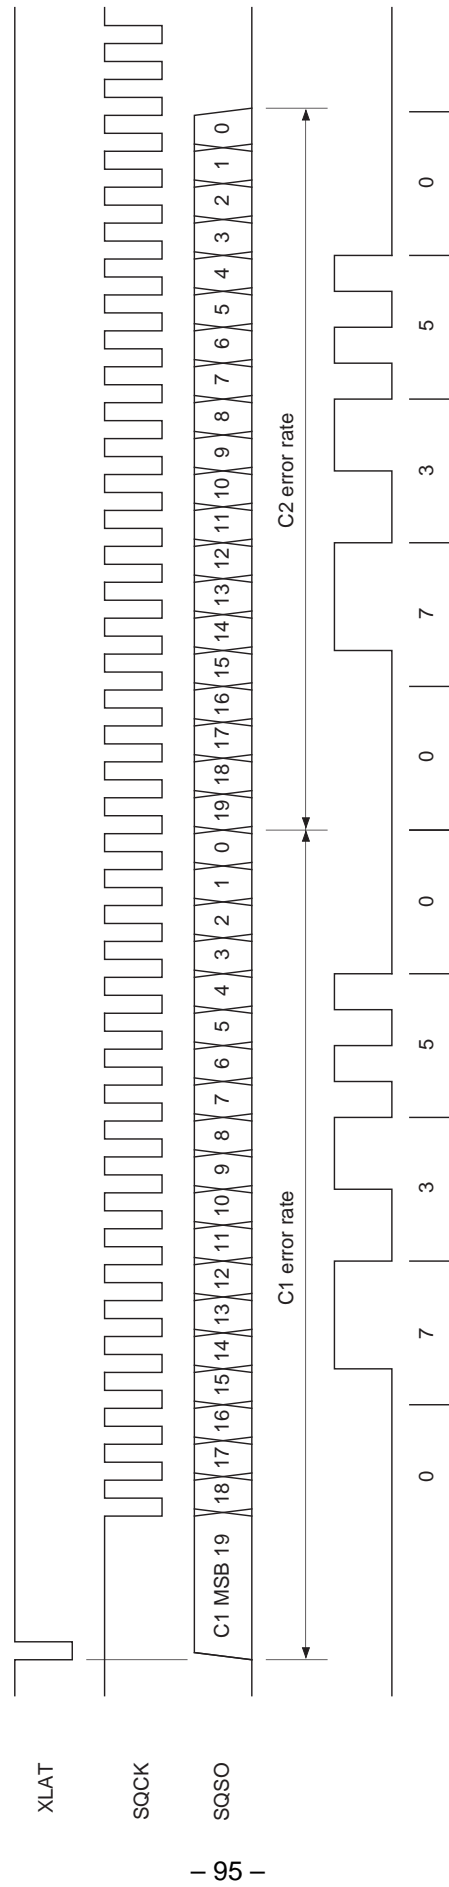 XLAT
SQCK
SQSO
C1 MSB 19 18 17 16 15 14 13 12 11 10 9 8 7 6 5 4 3 2 1 0 19 18 17 16 15 14 13 12 11 10 9 8 7 6 5 4 3 2 1 0
C1 error rate
C2 error rate
0 7 3 5 0 0 7 3 5 0
– 95 –